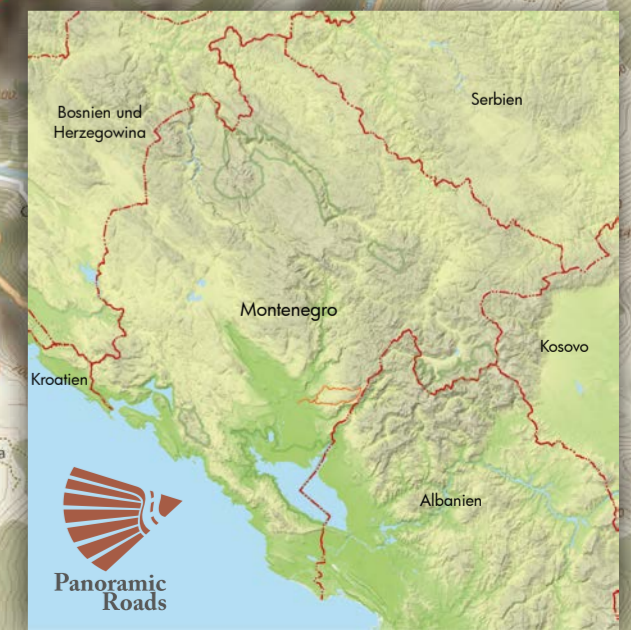 Serbien
Bosnien und
Herzegowina
Montenegro
Kosovo
Kroatien
Albanien
Panoramic
Roads